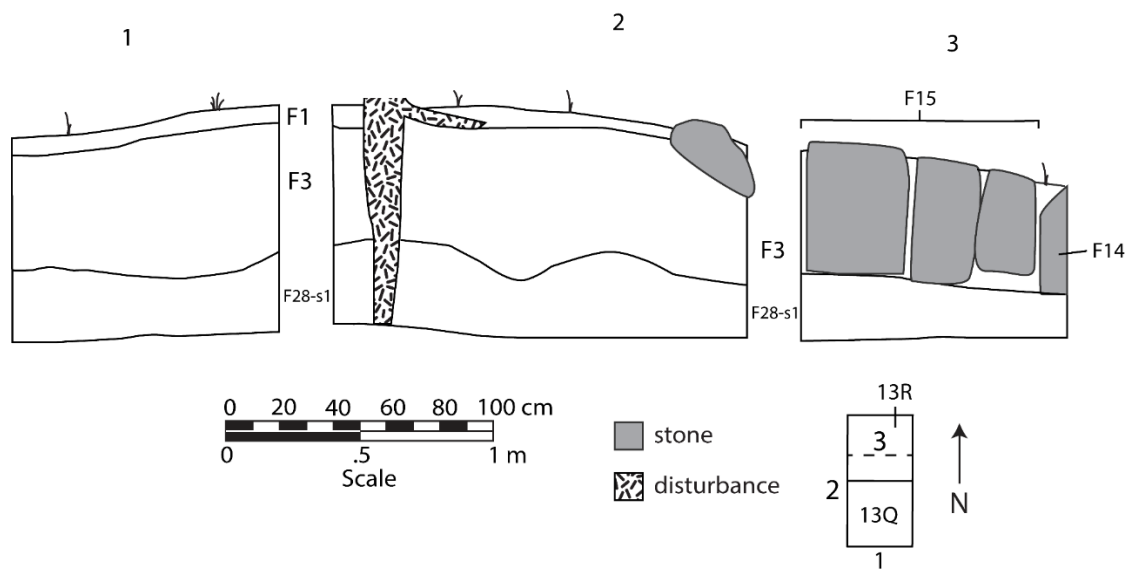 1
2
3
F15
F1
F3
F3
F14
F28-s1
F28-s1
0 20 40 60 80 100 cm
0 .5 1 m
Scale
stone
disturbance
13R
3
2
13Q
1
N